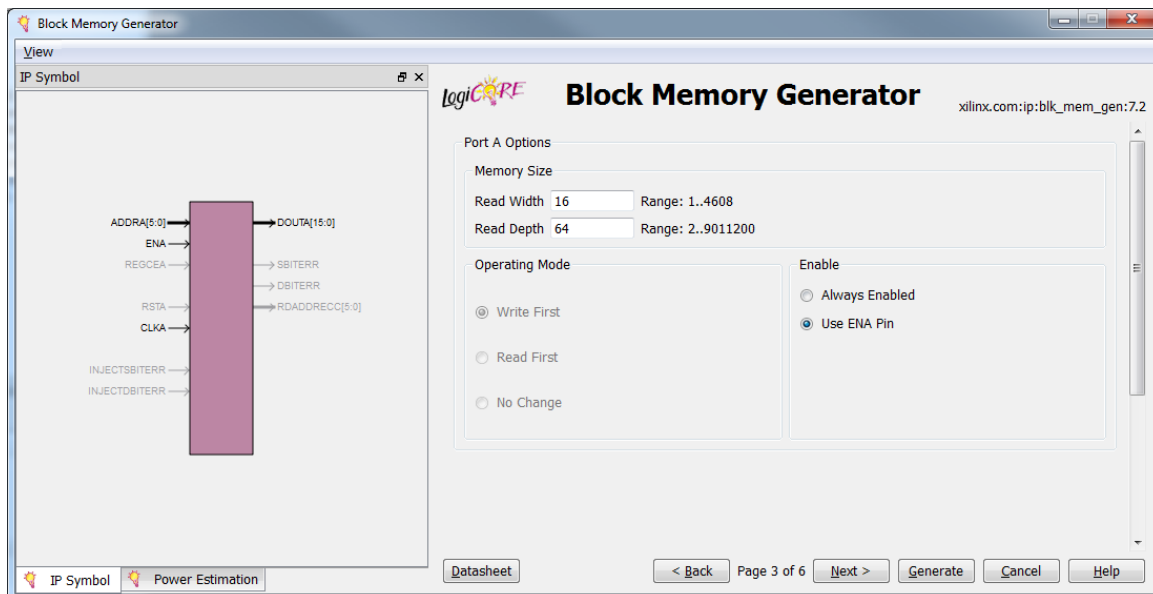 Block Memory Generator
View
IP Symbol
ADDRA[5:0]
DOUTA[15:0]
ENA
REGCEA
SBITERR
DBITERR
RSTA
RDADDRECC[5:0]
CLKA
INJECTSBITERR
INJECTDBITERR
IP Symbol
Power Estimation
logiCORE
Block Memory Generator
xilinx.com:ip:blk_mem_gen:7.2
Port A Options
Memory Size
Read Width 16 Range: 1..4608
Read Depth 64 Range: 2..9011200
Operating Mode
Write First
Read First
No Change
Enable
Always Enabled
Use ENA Pin
Datasheet
< Back Page 3 of 6 Next > Generate Cancel Help